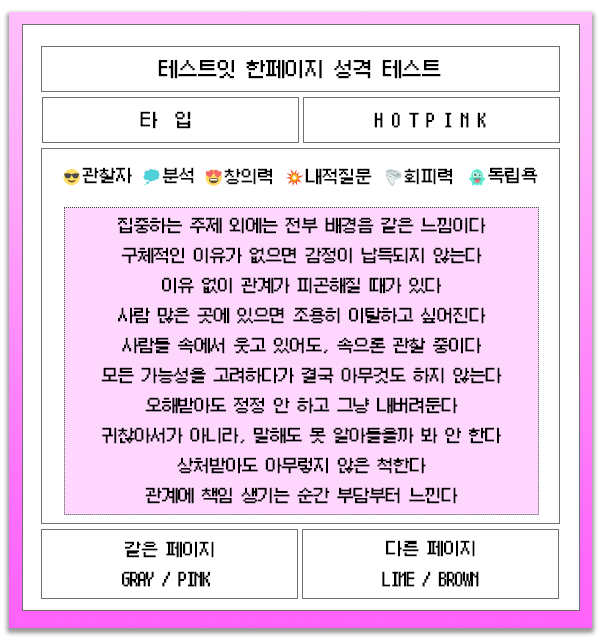 테스트잇 한페이지 성격 테스트
타 입
HOTPINK
관찰자 분석 창의력 내적질문 회피력 독립욕
집중하는 주제 외에는 전부 배경음 같은 느낌이다
구체적인 이유가 없으면 감정이 납득되지 않는다
이유 없이 관계가 피곤해질 때가 있다
사람 많은 곳에 있으면 조용히 이탈하고 싶어진다
사람들 속에서 웃고 있어도, 속으론 관찰 중이다
모든 가능성을 고려하다가 결국 아무것도 하지 않는다
오해받아도 정정 안 하고 그냥 내버려둔다
귀찮아서가 아니라, 말해도 못 알아들을까 봐 안 한다
상처받아도 아무렇지 않은 척한다
관계에 책임 생기는 순간 부담부터 느낀다
같은 페이지
GRAY / PINK
다른 페이지
LIME / BROWN